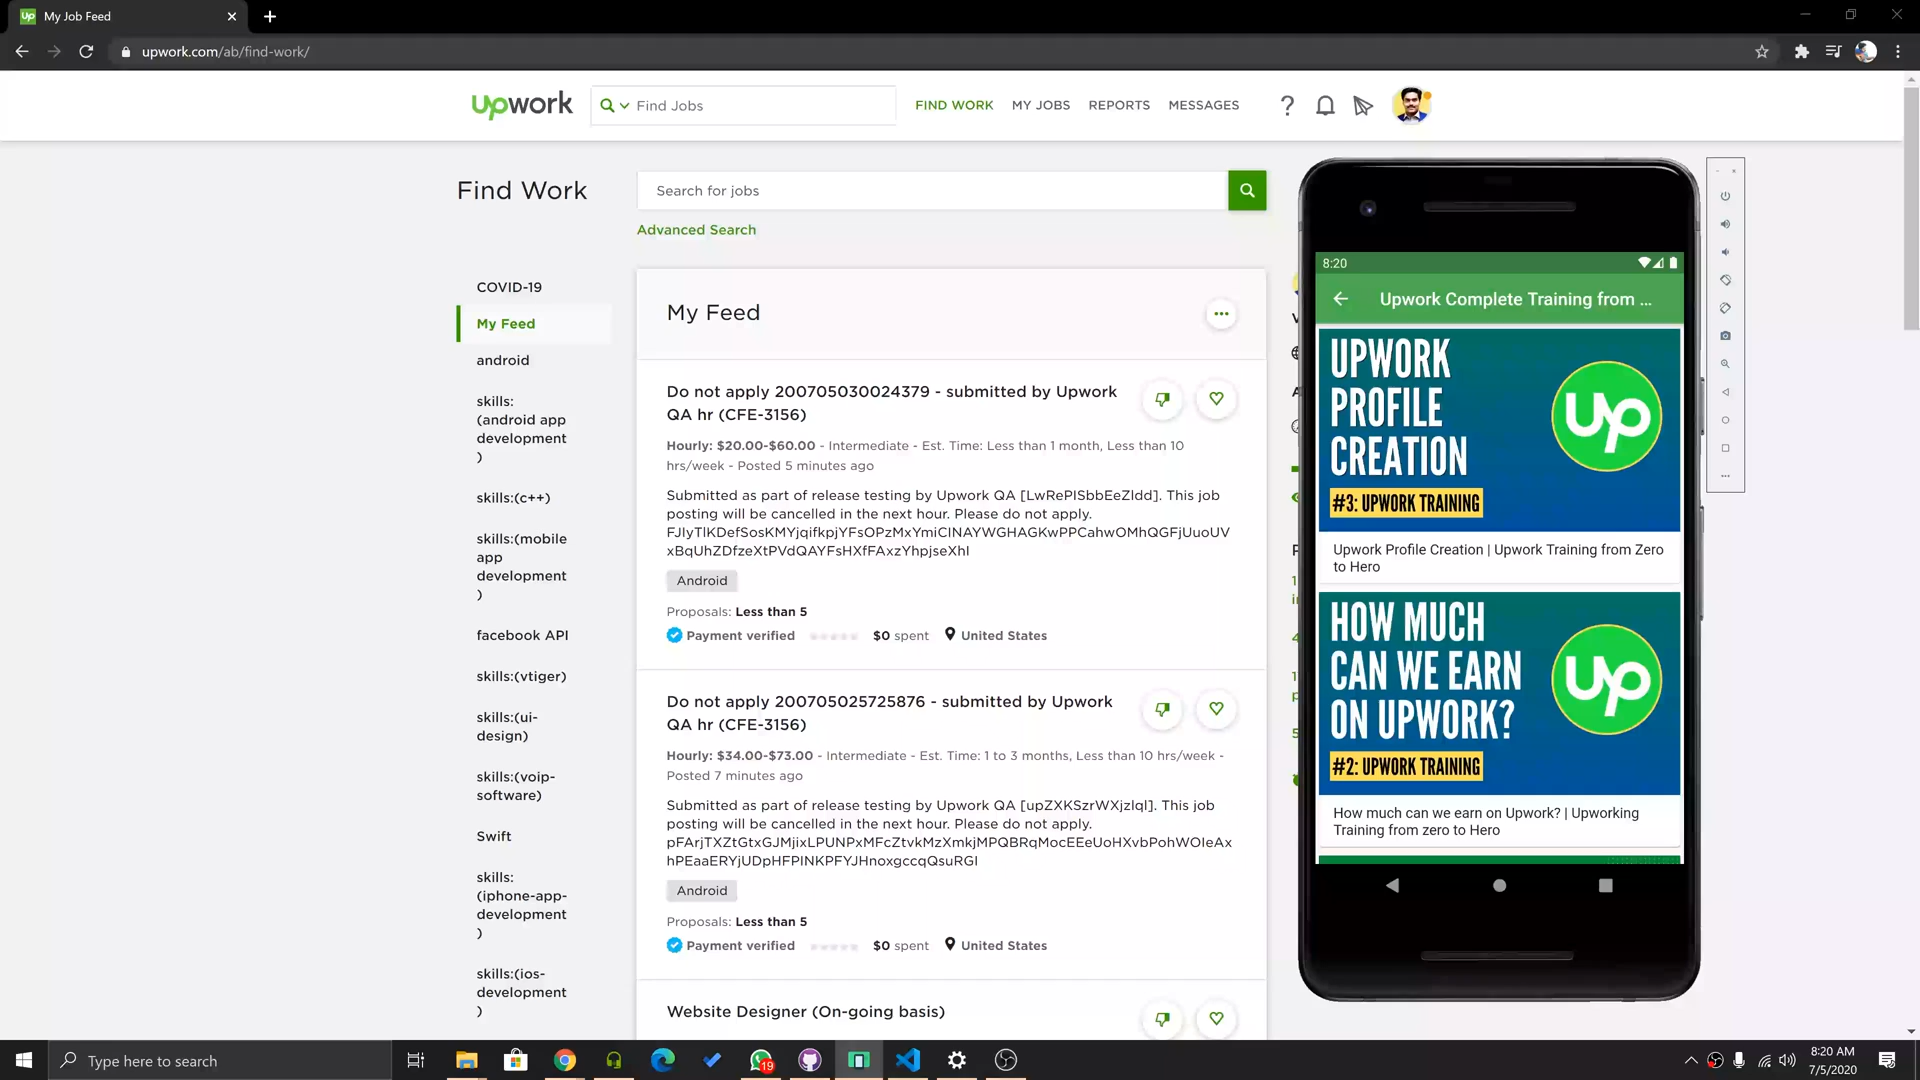 My Job Feed
upwork.com/ab/find-work/
upwork
Find Jobs
FIND WORK
MY JOBS
REPORTS
MESSAGES
Find Work
Search for jobs
Advanced Search
COVID-19
My Feed
android
skills:
(android app
development
)
skills:(c++)
skills:(mobile
app
development
)
facebook API
skills:(vtiger)
skills:(ui-
design)
skills:(voip-
software)
Swift
skills:
(iphone-app-
development
)
skills:(ios-
development
)
My Feed
Do not apply 200705030024379 - submitted by Upwork
QA hr (CFE-3156)
Hourly: $20.00-$60.00 - Intermediate - Est. Time: Less than 1 month, Less than 10
hrs/week - Posted 5 minutes ago
Submitted as part of release testing by Upwork QA [LwRePISbbEeZldd]. This job
posting will be cancelled in the next hour. Please do not apply.
Android
Proposals: Less than 5
Payment verified
$0 spent
United States
Do not apply 200705025725876 - submitted by Upwork
QA hr (CFE-3156)
Hourly: $34.00-$73.00 - Intermediate - Est. Time: 1 to 3 months, Less than 10 hrs/week -
Posted 7 minutes ago
Submitted as part of release testing by Upwork QA [upZXKSzrWXjzlql]. This job
posting will be cancelled in the next hour. Please do not apply.
Android
Proposals: Less than 5
Payment verified
$0 spent
United States
Website Designer (On-going basis)
8:20
Upwork Complete Training from ...
UPWORK
PROFILE
CREATION
up
#3: UPWORK TRAINING
Upwork Profile Creation | Upwork Training from Zero
to Hero
HOW MUCH
CAN WE EARN
ON UPWORK?
up
#2: UPWORK TRAINING
How much can we earn on Upwork? | Upworking
Training from zero to Hero
Type here to search
19
8:20 AM
7/5/2020